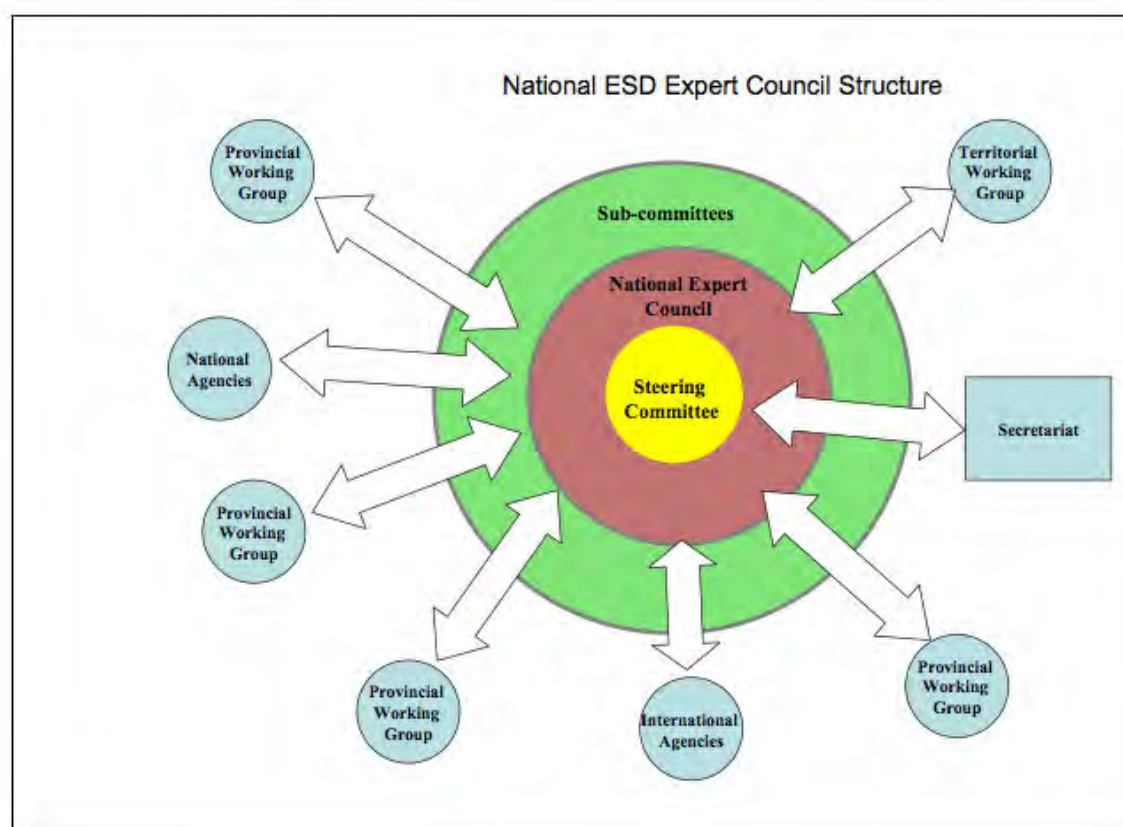 National ESD Expert Council Structure
Provincial
Working
Group
Territorial
Working
Group
Sub-committees
National Expert
Council
National
Agencies
Steering
Committee
Secretariat
Provincial
Working
Group
Provincial
Working
Group
International
Agencies
Provincial
Working
Group